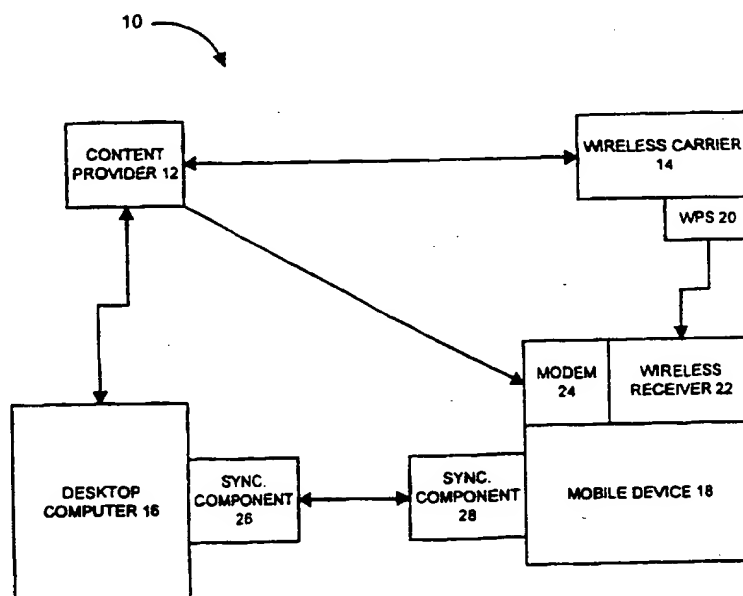 10
CONTENT
PROVIDER 12
WIRELESS CARRIER
14
WPS 20
MODEM
24
WIRELESS
RECEIVER 22
DESKTOP
COMPUTER 16
SYNC.
COMPONENT
26
SYNC.
COMPONENT
28
MOBILE DEVICE 18